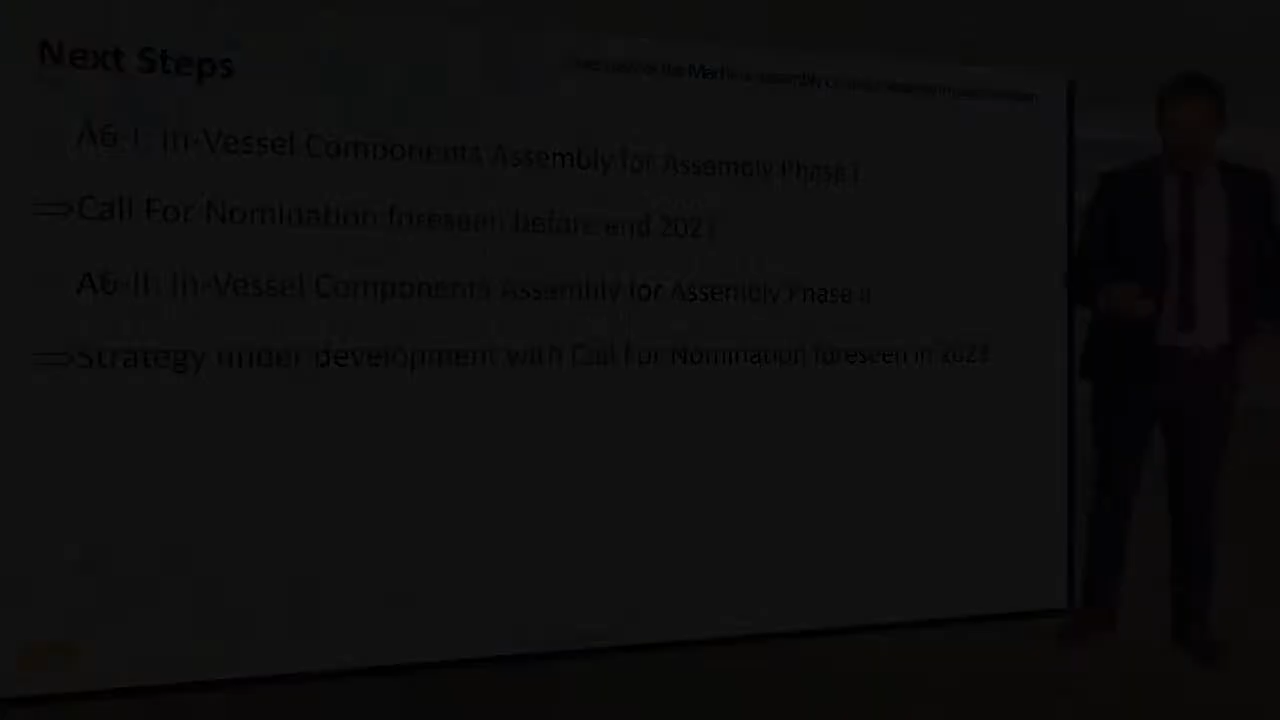 Next Steps
A6-I: In-Vessel Components Assembly for Assembly Phase I
⇒Call For Nomination foreseen before end 2021
A6-II: In-Vessel Components Assembly for Assembly Phase II
⇒Strategy under development with Call For Nomination foreseen in